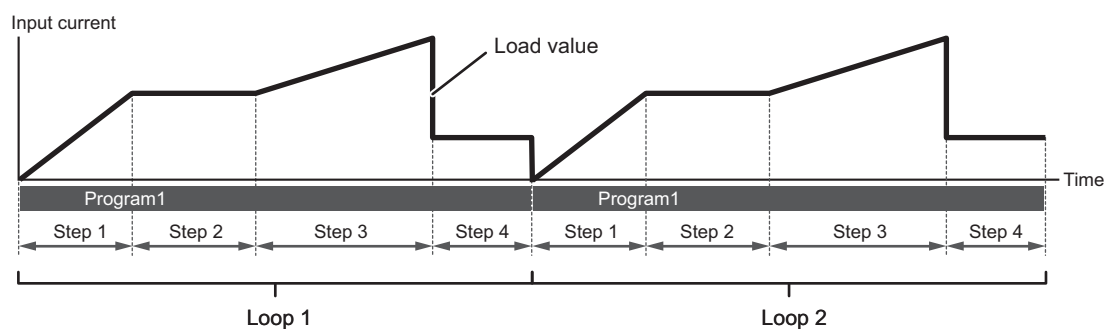 Input current
Load value
Time
Program1 Program1
Step 1 Step 2 Step 3 Step 4 Step 1 Step 2 Step 3 Step 4
Loop 1 Loop 2